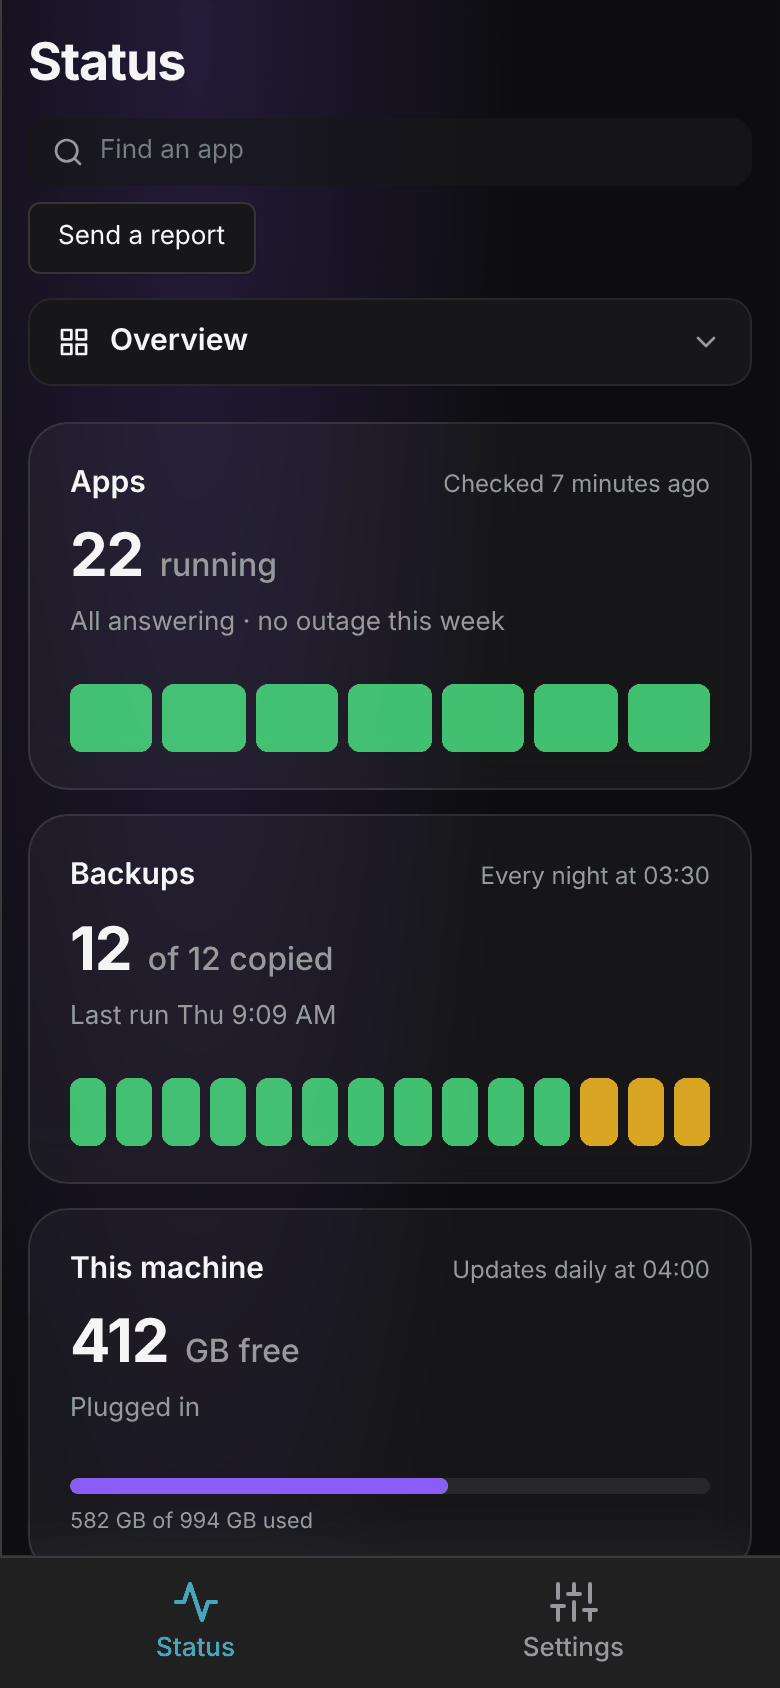 Status
Find an app
Send a report
Overview
Apps
Checked 7 minutes ago
22 running
All answering · no outage this week
Backups
Every night at 03:30
12 of 12 copied
Last run Thu 9:09 AM
This machine
Updates daily at 04:00
412 GB free
Plugged in
582 GB of 994 GB used
Status
Settings